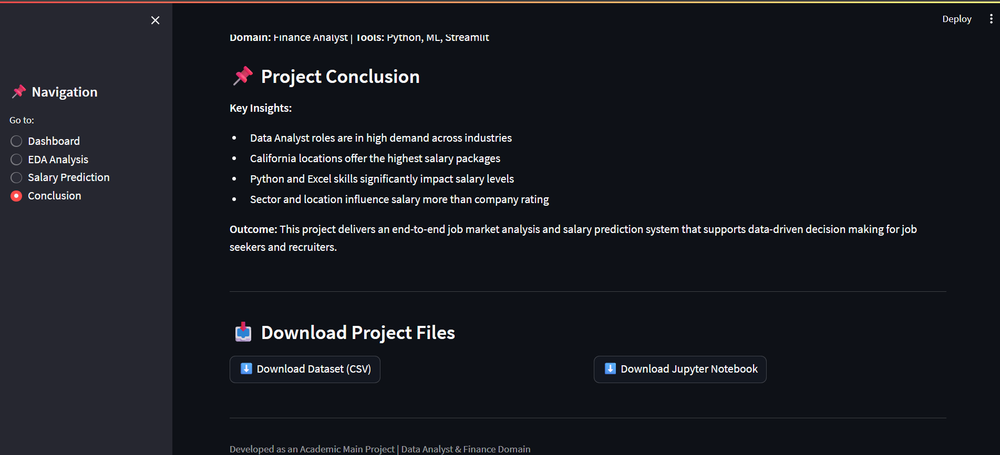 Deploy
Domain: Finance Analyst | Tools: Python, ML, Streamlit
Navigation
Go to:
Dashboard
EDA Analysis
Salary Prediction
Conclusion
Project Conclusion
Key Insights:
• Data Analyst roles are in high demand across industries
• California locations offer the highest salary packages
• Python and Excel skills significantly impact salary levels
• Sector and location influence salary more than company rating
Outcome: This project delivers an end-to-end job market analysis and salary prediction system that supports data-driven decision making for job
seekers and recruiters.
Download Project Files
Download Dataset (CSV)
Download Jupyter Notebook
Developed as an Academic Main Project | Data Analyst & Finance Domain